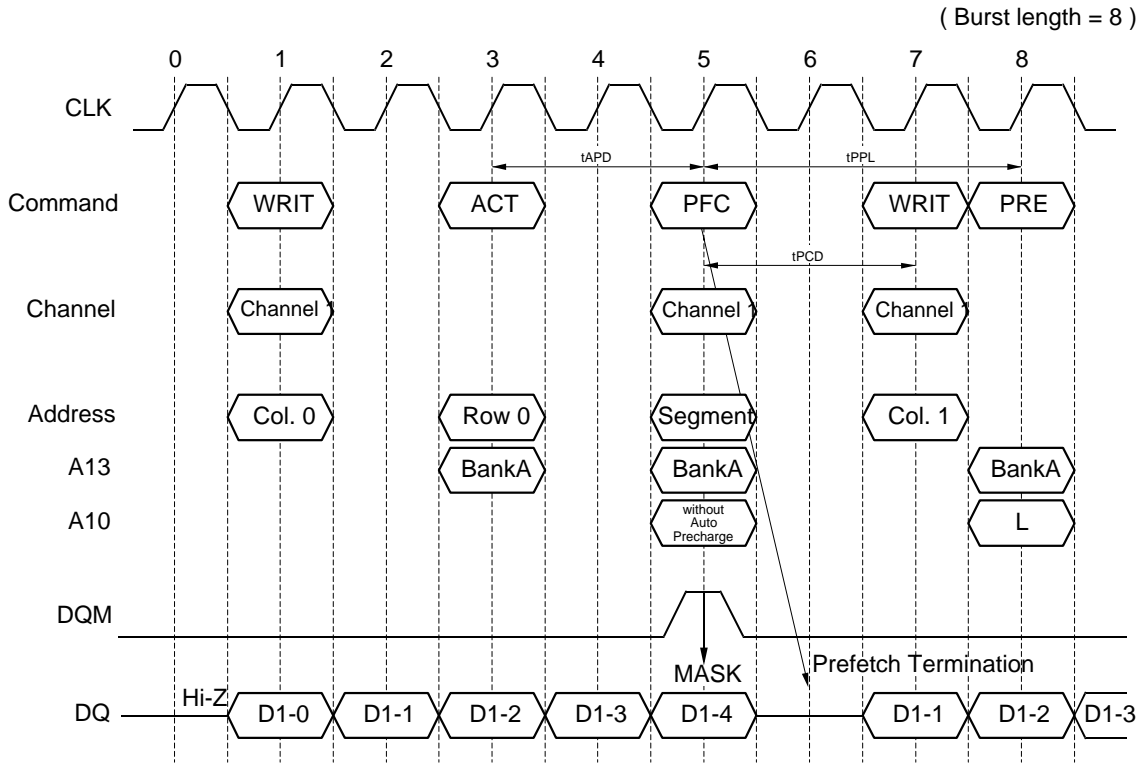 ( Burst length = 8 )
0 1 2 3 4 5 6 7 8
CLK
tAPD tPPL
Command WRIT ACT PFC WRIT PRE
tPCD
Channel Channel 1 Channel 1 Channel 1
Address Col. 0 Row 0 Segment Col. 1
A13 BankA BankA BankA
A10 without Auto Precharge L
DQM
MASK Prefetch Termination
Hi-Z
DQ D1-0 D1-1 D1-2 D1-3 D1-4 D1-1 D1-2 D1-3